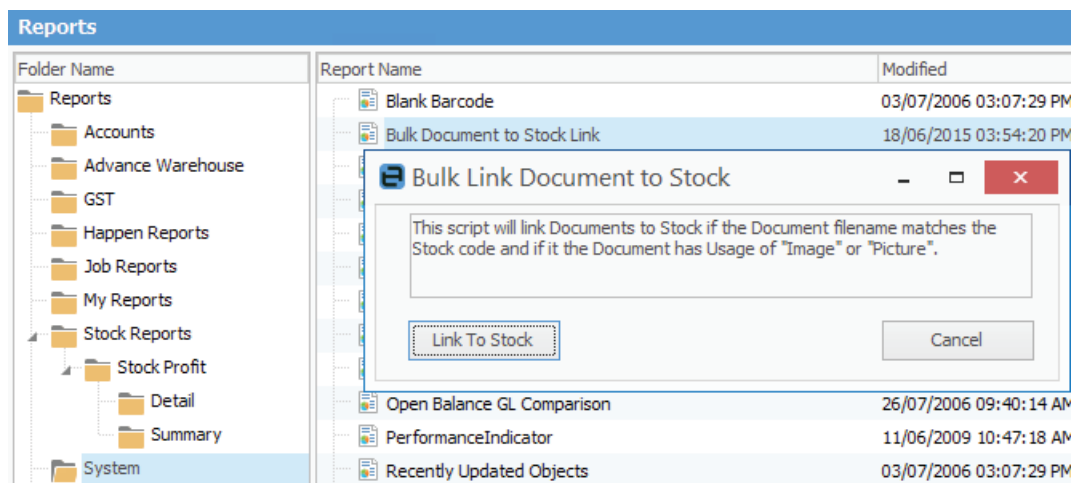 Reports
Folder Name
Reports
Accounts
Advance Warehouse
GST
Happen Reports
Job Reports
My Reports
Stock Reports
Stock Profit
Detail
Summary
System
Report Name Modified
Blank Barcode 03/07/2006 03:07:29 PM
Bulk Document to Stock Link 18/06/2015 03:54:20 PM
Bulk Link Document to Stock
This script will link Documents to Stock if the Document filename matches the
Stock code and if it the Document has Usage of "Image" or "Picture".
Link To Stock Cancel
Open Balance GL Comparison 26/07/2006 09:40:14 AM
PerformanceIndicator 11/06/2009 10:47:18 AM
Recently Updated Objects 03/07/2006 03:07:29 PM